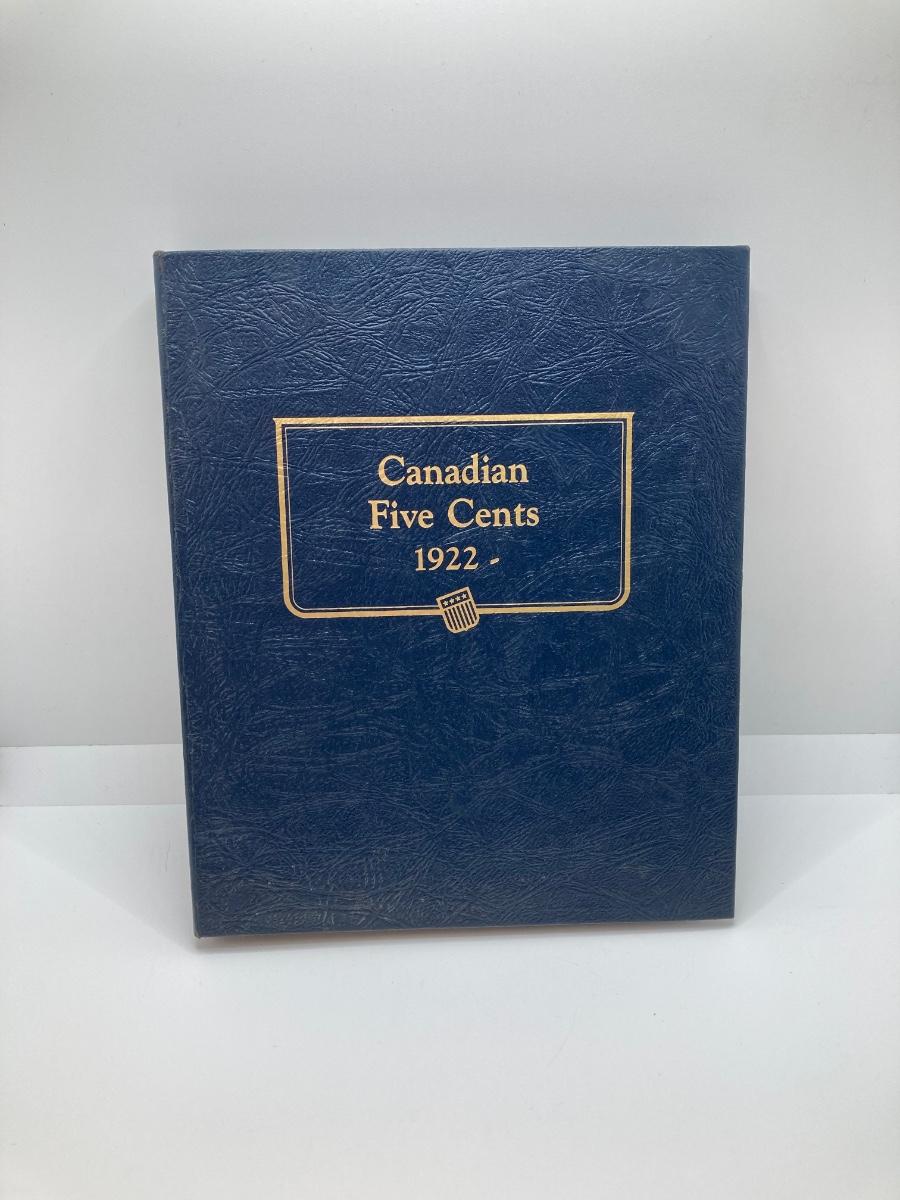 Canadian
Five Cents
1922 -